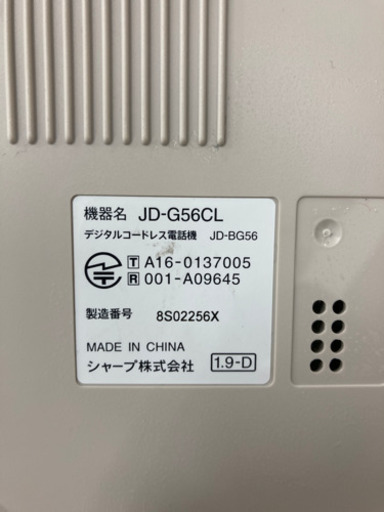 機器名 JD-G56CL
デジタルコードレス電話機 JD-BG56
T A16-0137005
R 001-A09645
製造番号 8S02256X
MADE IN CHINA
シャープ株式会社 1.9-D